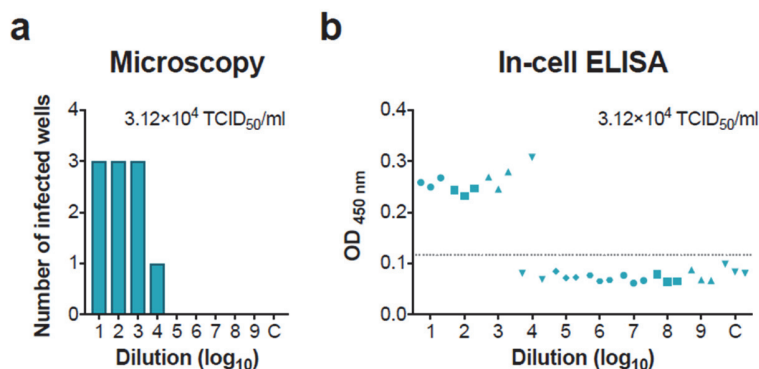 a
Microscopy
3.12×10⁴ TCID₅₀/ml
Number of infected wells
4
3
2
1
0
1 2 3 4 5 6 7 8 9 C
Dilution (log₁₀)
b
In-cell ELISA
3.12×10⁴ TCID₅₀/ml
OD 450 nm
0.4
0.3
0.2
0.1
0.0
1 2 3 4 5 6 7 8 9 C
Dilution (log₁₀)